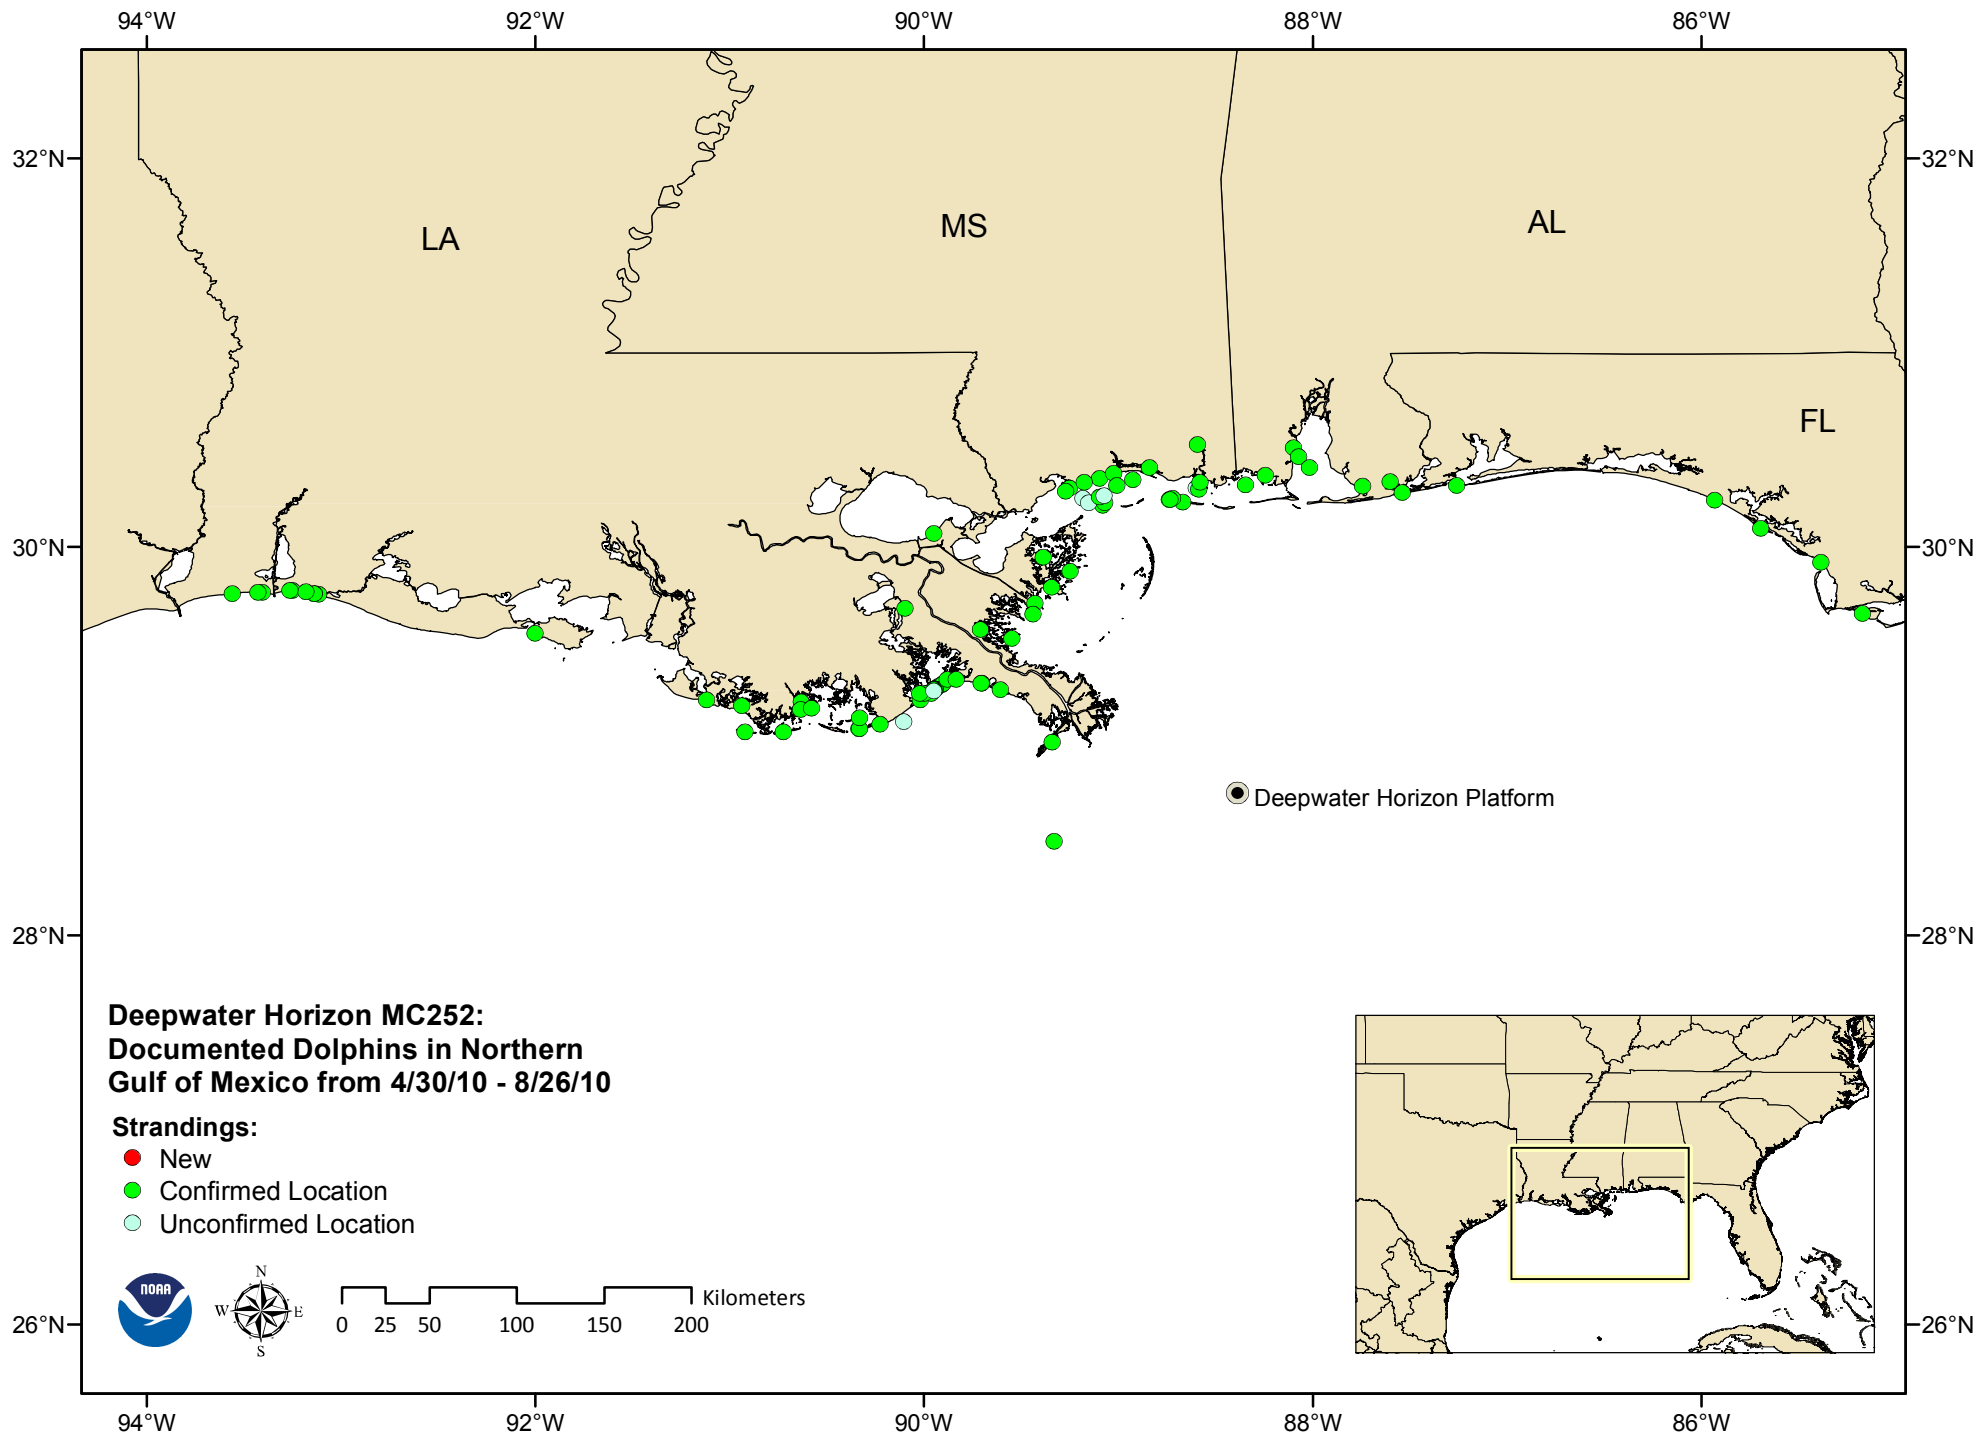 94°W 92°W 90°W 88°W 86°W
32°N 32°N
LA MS AL
FL
30°N 30°N
Deepwater Horizon Platform
28°N 28°N
Deepwater Horizon MC252:
Documented Dolphins in Northern
Gulf of Mexico from 4/30/10 - 8/26/10
Strandings:
New
Confirmed Location
Unconfirmed Location
NOAA
N
W E
S
Kilometers
0 25 50 100 150 200
26°N 26°N
94°W 92°W 90°W 88°W 86°W